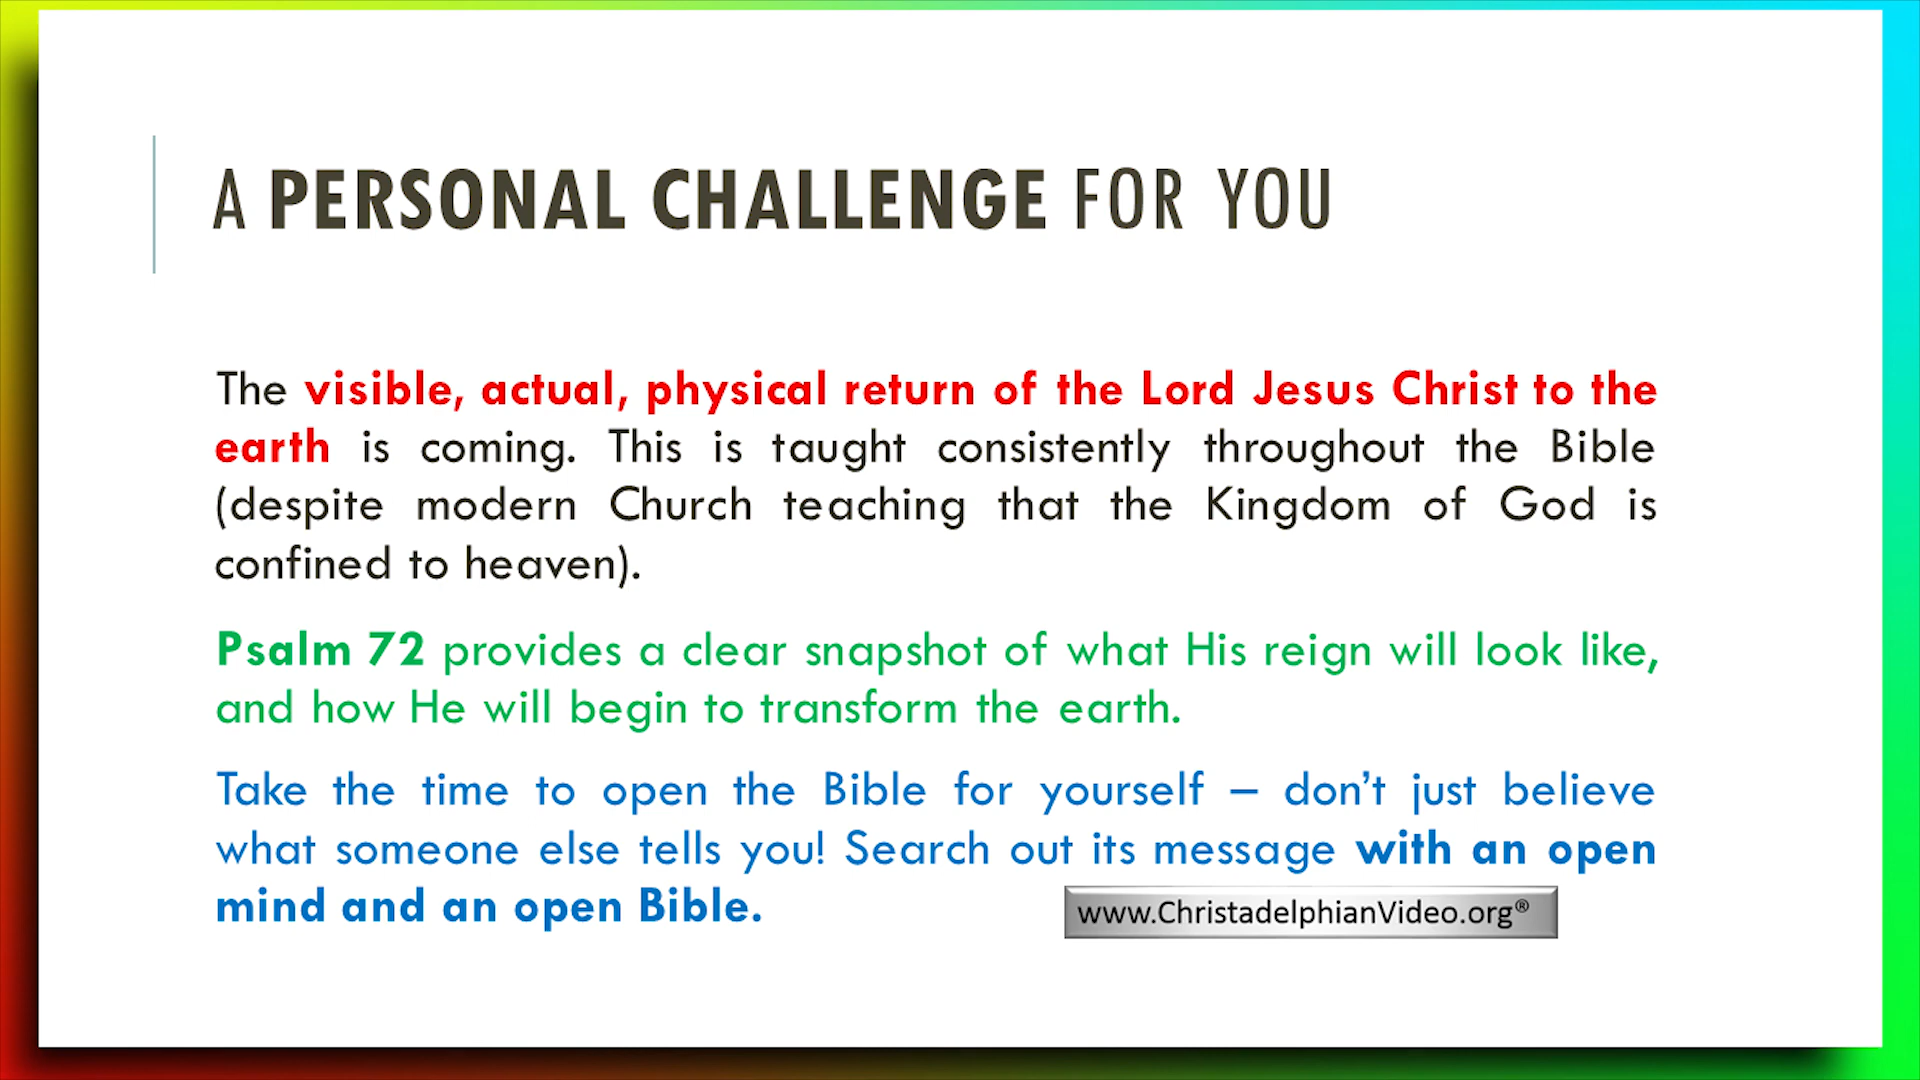 A PERSONAL CHALLENGE FOR YOU
The visible, actual, physical return of the Lord Jesus Christ to the
earth is coming. This is taught consistently throughout the Bible
(despite modern Church teaching that the Kingdom of God is
confined to heaven).
Psalm 72 provides a clear snapshot of what His reign will look like,
and how He will begin to transform the earth.
Take the time to open the Bible for yourself – don’t just believe
what someone else tells you! Search out its message with an open
mind and an open Bible.
www.ChristadelphianVideo.org®